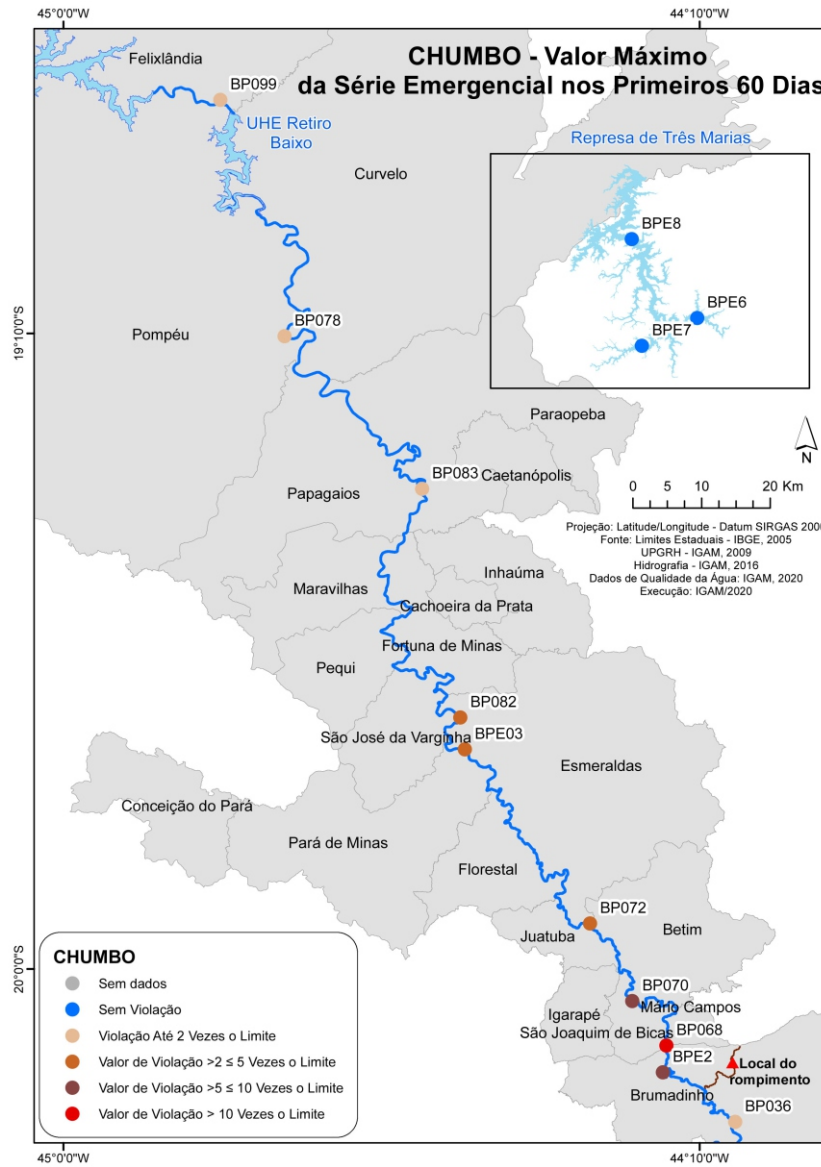 45°0'0"W
44°10'0"W
CHUMBO - Valor Máximo
da Série Emergencial nos Primeiros 60 Dias
Felixlândia
BP099
UHE Retiro
Baixo
Represa de Três Marias
Curvelo
BPE8
BPE6
BPE7
BP078
Pompéu
19°10'0"S
Paraopeba
N
BP083
Caetanópolis
Papagaios
0 5 10 20 Km
Projeção: Latitude/Longitude - Datum SIRGAS 200
Fonte: Limites Estaduais - IBGE, 2005
UPGRH - IGAM, 2009
Hidrografia - IGAM, 2016
Dados de Qualidade da Água: IGAM, 2020
Execução: IGAM/2020
Inhaúma
Maravilhas
Cachoeira da Prata
Fortuna de Minas
Pequi
BP082
São José da Varginha
BPE03
Esmeraldas
Conceição do Pará
Pará de Minas
Florestal
BP072
Juatuba
Betim
20°0'0"S
CHUMBO
Sem dados
Sem Violação
Violação Até 2 Vezes o Limite
Valor de Violação >2 ≤ 5 Vezes o Limite
Valor de Violação >5 ≤ 10 Vezes o Limite
Valor de Violação > 10 Vezes o Limite
BP070
Mário Campos
Igarapé
São Joaquim de Bicas
BP068
BPE2
Local do
rompimento
Brumadinho
BP036
45°0'0"W
44°10'0"W